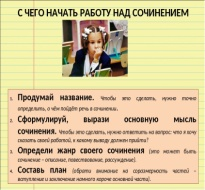 С ЧЕГО НАЧАТЬ РАБОТУ НАД СОЧИНЕНИЕМ
1. Продумай название. Чтобы это сделать, нужно точно
определить, о чём пойдёт речь в сочинении.
2. Сформулируй, вырази основную мысль
сочинения. Чтобы это сделать, нужно ответить на вопрос: что я хочу
сказать своей работой, к какому выводу должен прийти?
3. Определи жанр своего сочинения (это может быть
сочинение - описание, повествование, рассуждение).
4. Составь план (обрати внимание на соразмерность частей) -
вступление и заключение намного короче основной части).